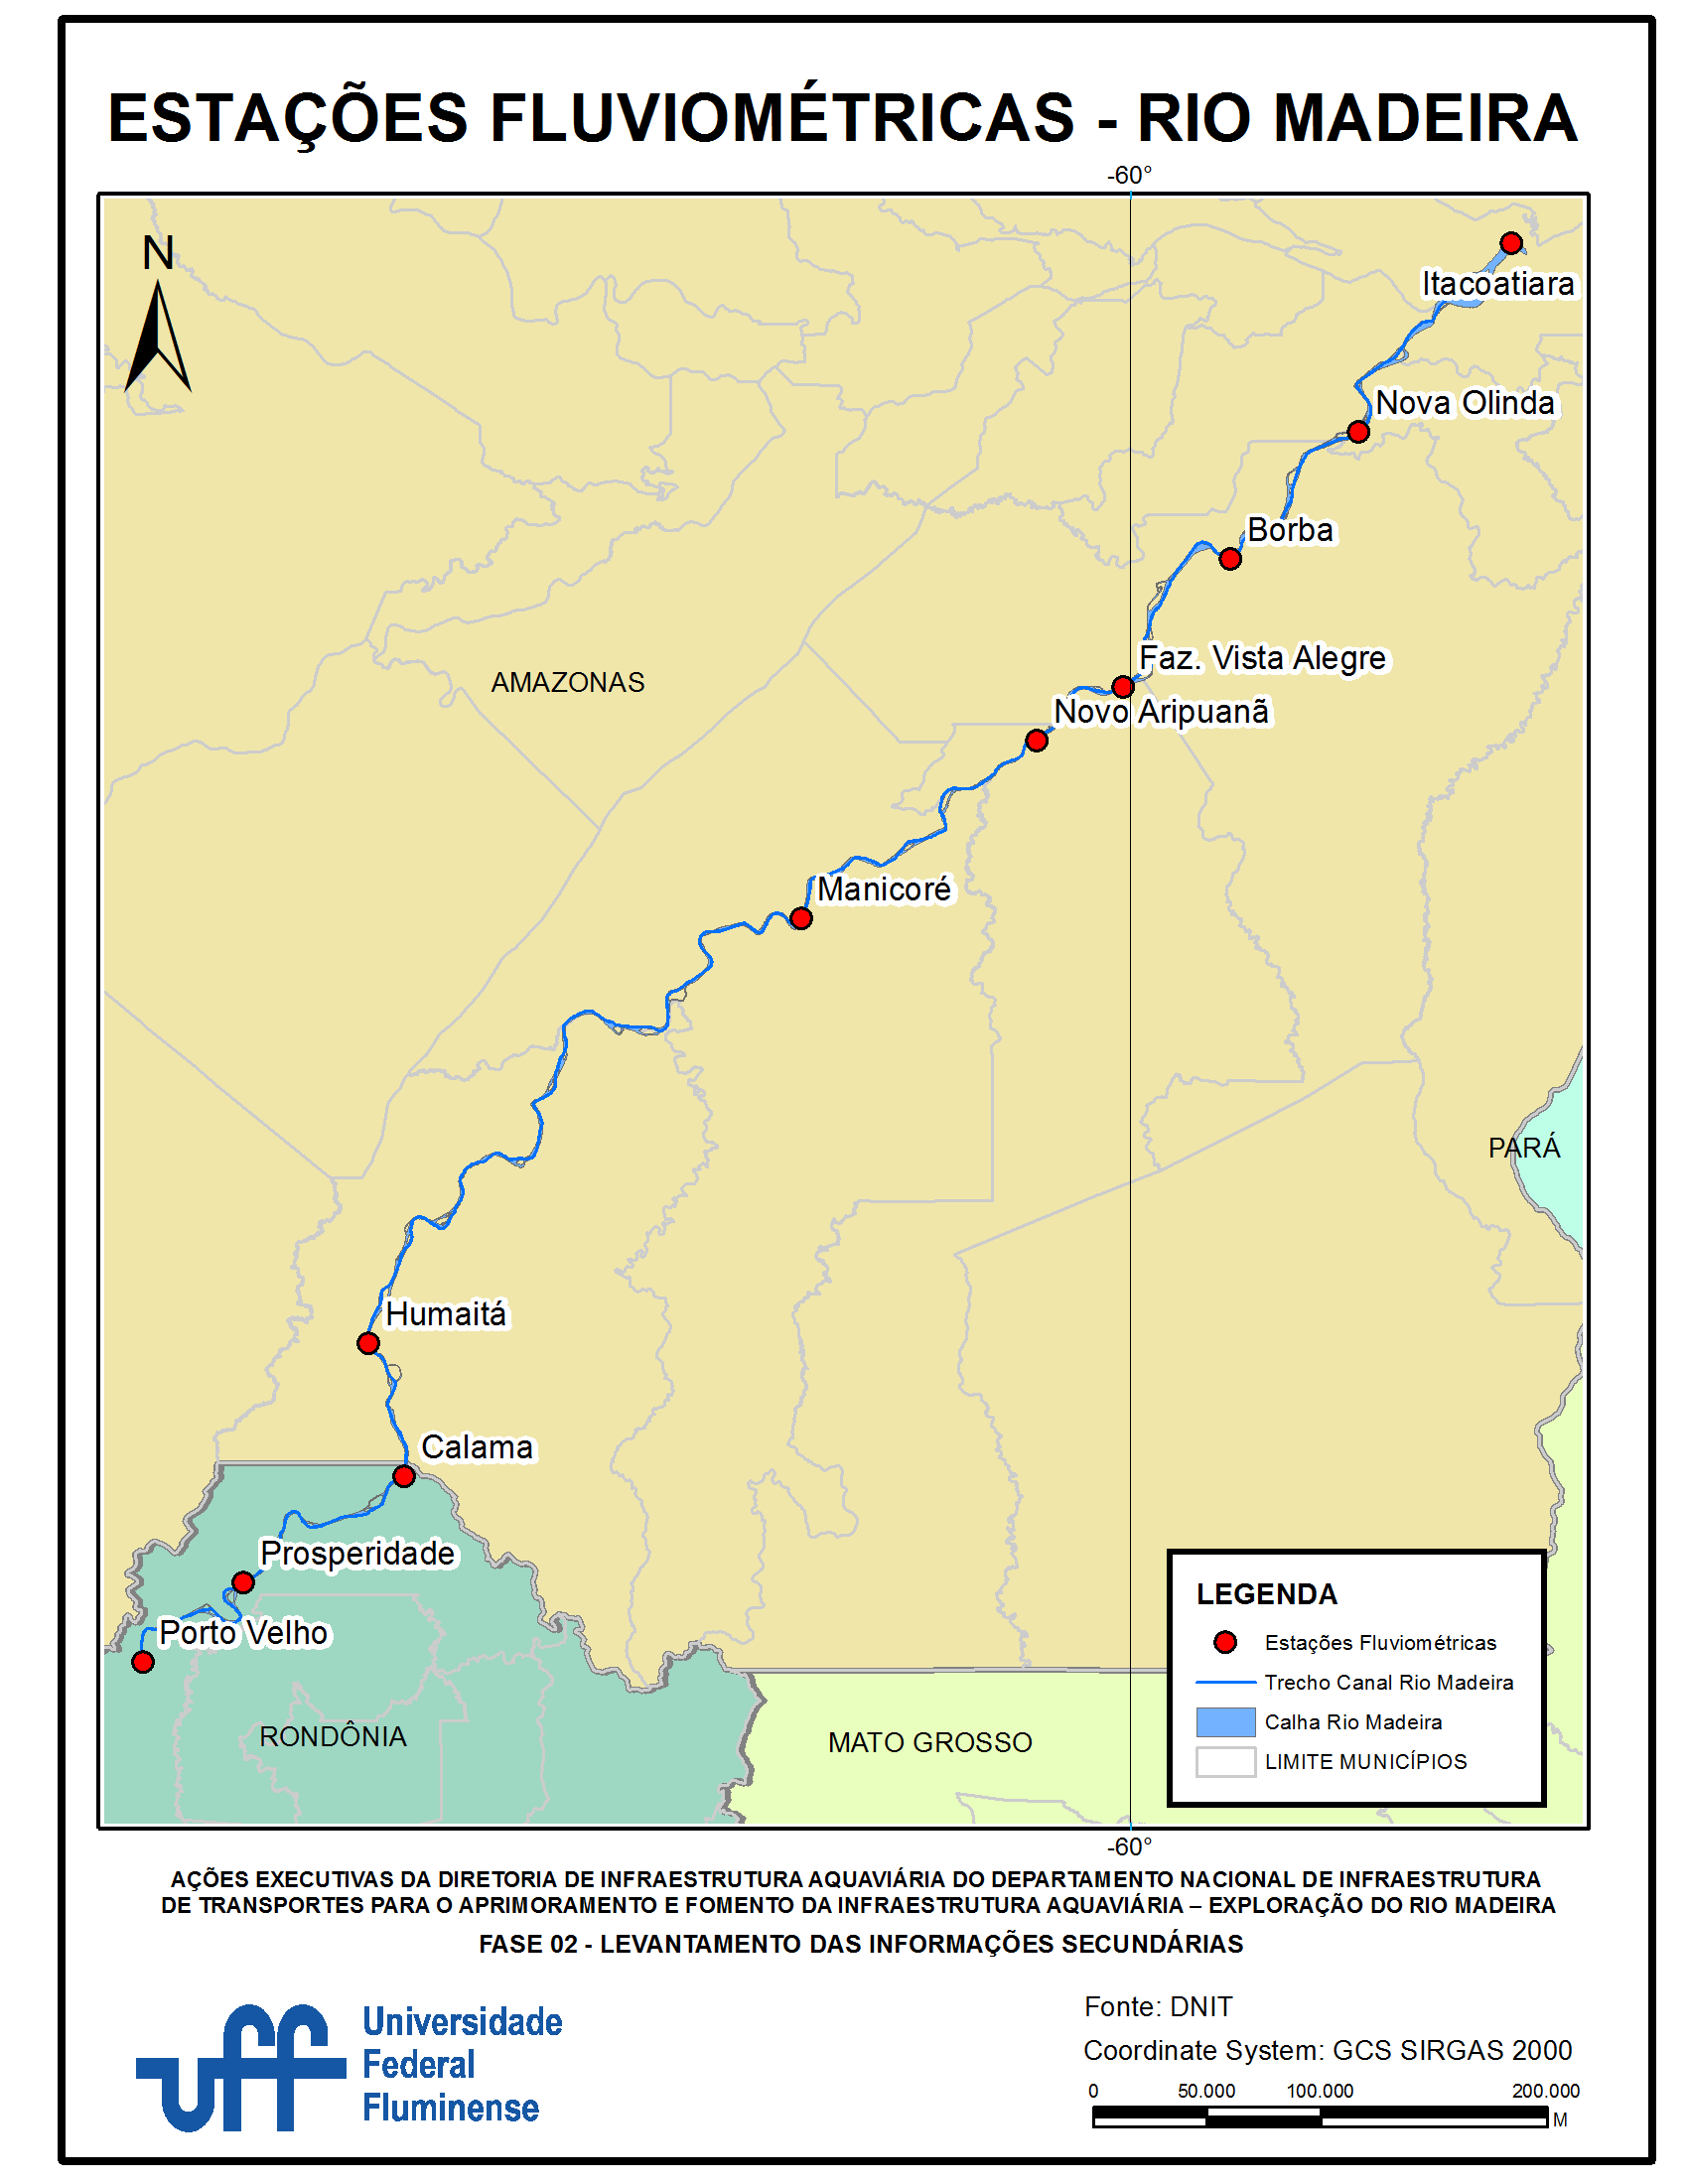 ESTAÇÕES FLUVIOMÉTRICAS - RIO MADEIRA
-60°
N
Itacoatiara
Nova Olinda
Borba
Faz. Vista Alegre
AMAZONAS
Novo Aripuanã
Manicoré
PARÁ
Humaitá
Calama
Prosperidade
Porto Velho
RONDÔNIA
MATO GROSSO
LEGENDA
Estações Fluviométricas
Trecho Canal Rio Madeira
Calha Rio Madeira
LIMITE MUNICÍPIOS
-60°
AÇÕES EXECUTIVAS DA DIRETORIA DE INFRAESTRUTURA AQUAVIÁRIA DO DEPARTAMENTO NACIONAL DE INFRAESTRUTURA
DE TRANSPORTES PARA O APRIMORAMENTO E FOMENTO DA INFRAESTRUTURA AQUAVIÁRIA – EXPLORAÇÃO DO RIO MADEIRA
FASE 02 - LEVANTAMENTO DAS INFORMAÇÕES SECUNDÁRIAS
uff
Universidade
Federal
Fluminense
Fonte: DNIT
Coordinate System: GCS SIRGAS 2000
0 50.000 100.000 200.000
M